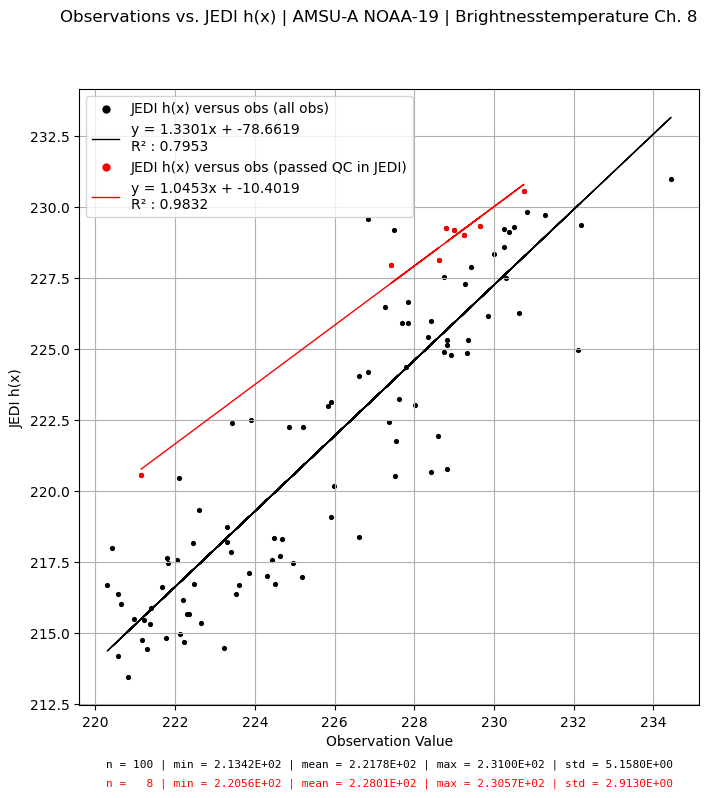 Observations vs. JEDI h(x) | AMSU-A NOAA-19 | Brightnesstemperature Ch. 8
JEDI h(x) versus obs (all obs)
y = 1.3301x + -78.6619
R² : 0.7953
JEDI h(x) versus obs (passed QC in JEDI)
y = 1.0453x + -10.4019
R² : 0.9832
232.5
230.0
227.5
225.0
222.5
220.0
217.5
215.0
212.5
JEDI h(x)
220 222 224 226 228 230 232 234
Observation Value
n = 100 | min = 2.1342E+02 | mean = 2.2178E+02 | max = 2.3100E+02 | std = 5.1580E+00
n =   8 | min = 2.2056E+02 | mean = 2.2801E+02 | max = 2.3057E+02 | std = 2.9130E+00